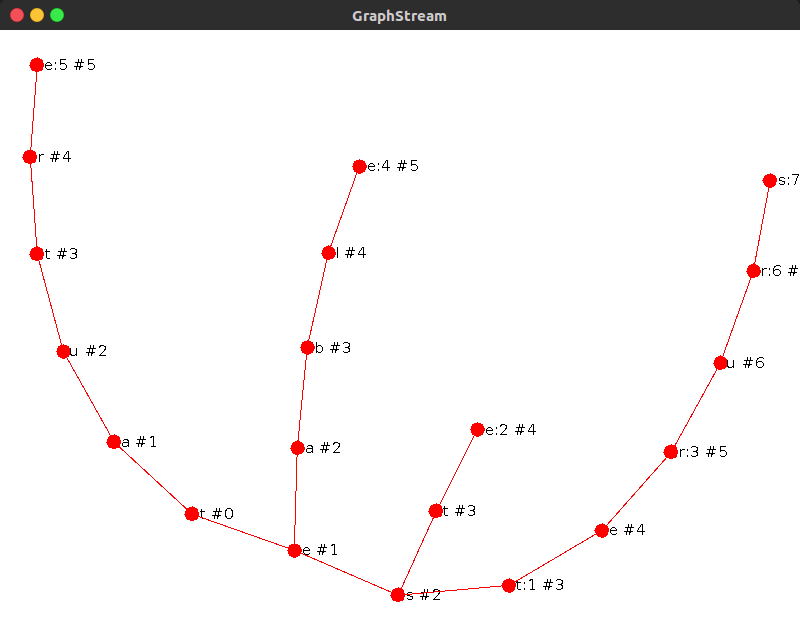 GraphStream
e:5 #5
r #4
e:4 #5
s:7
t #3
l #4
r:6 #
u #2
b #3
u #6
a #1
a #2
e:2 #4
r:3 #5
t #0
t #3
e #4
e #1
t:1 #3
s #2